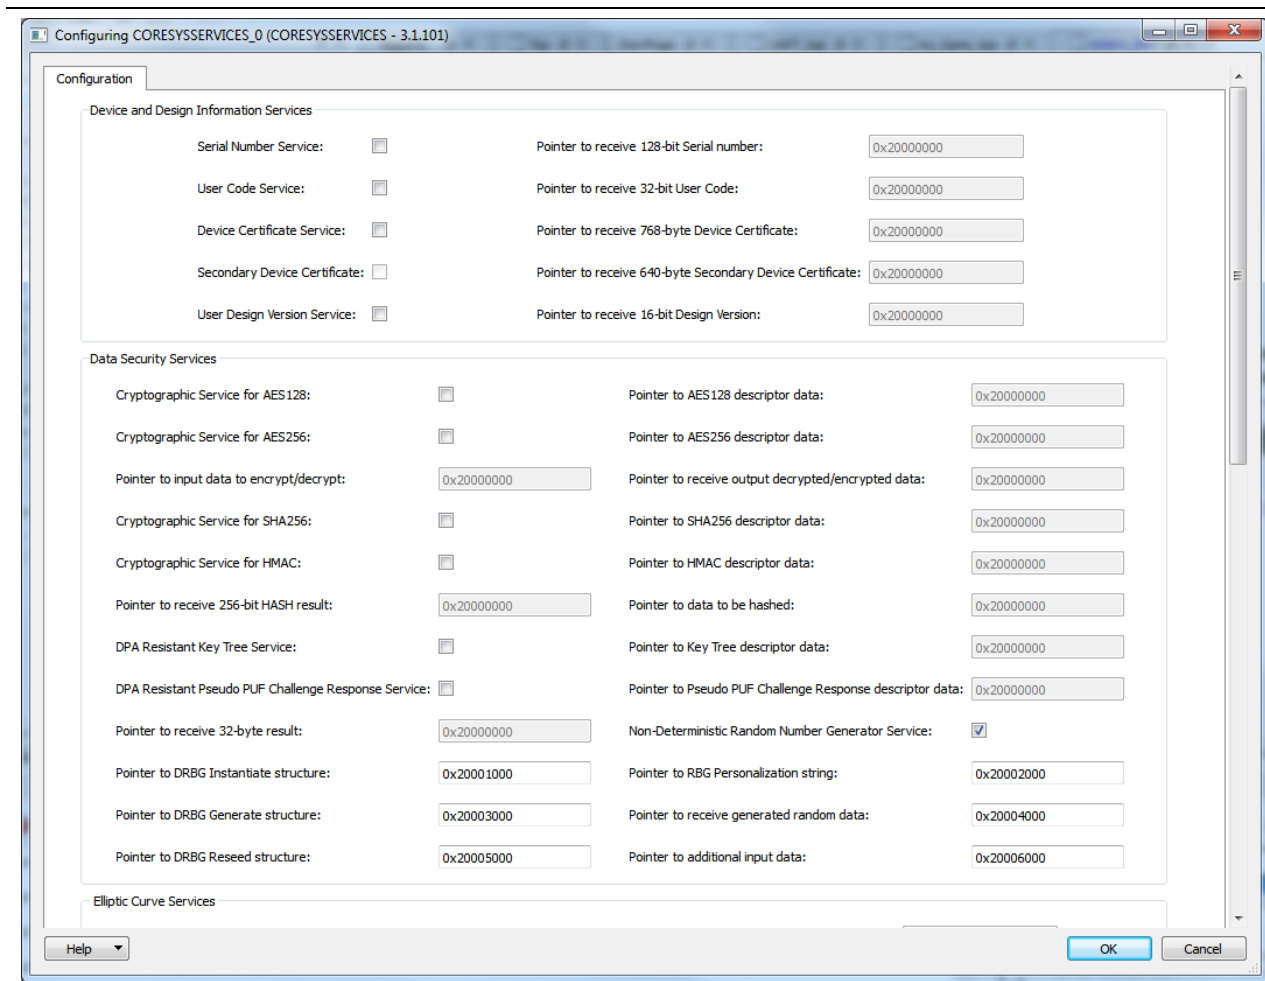 Configuring CORESYSSERVICES_0 (CORESYSSERVICES - 3.1.101)
Configuration
Device and Design Information Services
Serial Number Service: Pointer to receive 128-bit Serial number: 0x20000000
User Code Service: Pointer to receive 32-bit User Code: 0x20000000
Device Certificate Service: Pointer to receive 768-byte Device Certificate: 0x20000000
Secondary Device Certificate: Pointer to receive 640-byte Secondary Device Certificate: 0x20000000
User Design Version Service: Pointer to receive 16-bit Design Version: 0x20000000
Data Security Services
Cryptographic Service for AES128: Pointer to AES128 descriptor data: 0x20000000
Cryptographic Service for AES256: Pointer to AES256 descriptor data: 0x20000000
Pointer to input data to encrypt/decrypt: 0x20000000 Pointer to receive output decrypted/encrypted data: 0x20000000
Cryptographic Service for SHA256: Pointer to SHA256 descriptor data: 0x20000000
Cryptographic Service for HMAC: Pointer to HMAC descriptor data: 0x20000000
Pointer to receive 256-bit HASH result: 0x20000000 Pointer to data to be hashed: 0x20000000
DPA Resistant Key Tree Service: Pointer to Key Tree descriptor data: 0x20000000
DPA Resistant Pseudo PUF Challenge Response Service: Pointer to Pseudo PUF Challenge Response descriptor data: 0x20000000
Pointer to receive 32-byte result: 0x20000000 Non-Deterministic Random Number Generator Service:
Pointer to DRBG Instantiate structure: 0x20001000 Pointer to RBG Personalization string: 0x20002000
Pointer to DRBG Generate structure: 0x20003000 Pointer to receive generated random data: 0x20004000
Pointer to DRBG Reseed structure: 0x20005000 Pointer to additional input data: 0x20006000
Elliptic Curve Services
Help OK Cancel